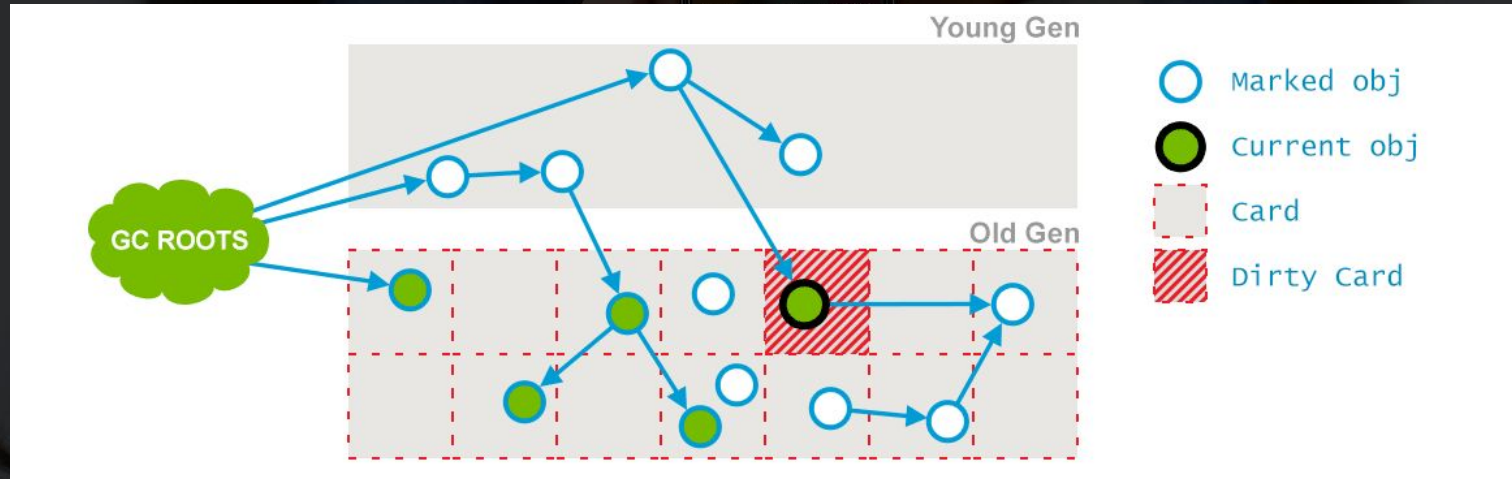 Young Gen
Marked obj
Current obj
Card
GC ROOTS
Old Gen
Dirty Card